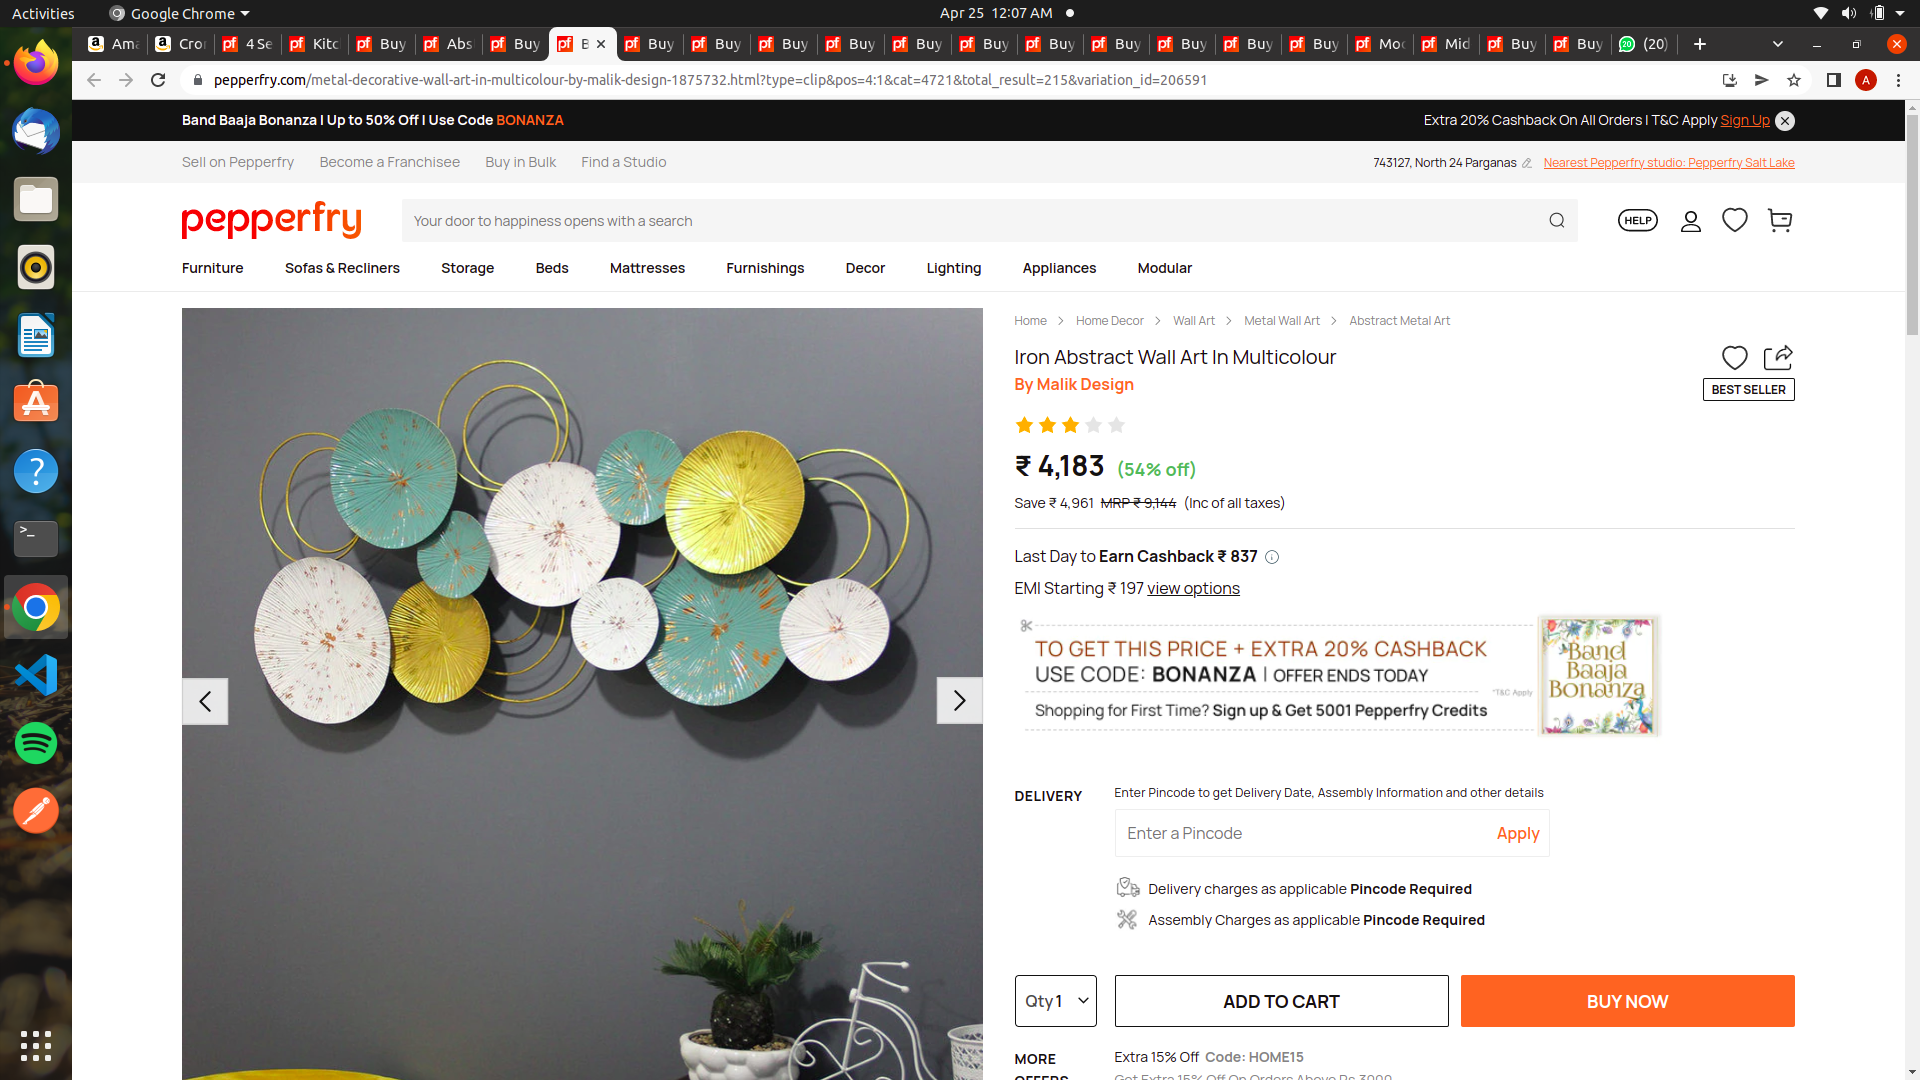 Activities
Google Chrome
Apr 25 12:07 AM
Ama
Cro
4 Se
Kitc
Buy
Abs
Buy
B
Buy
Buy
Buy
Buy
Buy
Buy
Buy
Buy
Buy
Buy
Buy
Moo
Mid
Buy
Buy
(20)
pepperfry.com/metal-decorative-wall-art-in-multicolour-by-malik-design-1875732.html?type=clip&pos=4:1&cat=4721&total_result=215&variation_id=206591
A
Band Baaja Bonanza | Up to 50% Off | Use Code BONANZA
Extra 20% Cashback On All Orders | T&C Apply Sign Up
Sell on Pepperfry
Become a Franchisee
Buy in Bulk
Find a Studio
743127, North 24 Parganas
Nearest Pepperfry studio: Pepperfry Salt Lake
pepperfry
Your door to happiness opens with a search
HELP
Furniture
Sofas & Recliners
Storage
Beds
Mattresses
Furnishings
Decor
Lighting
Appliances
Modular
Home > Home Decor > Wall Art > Metal Wall Art > Abstract Metal Art
Iron Abstract Wall Art In Multicolour
By Malik Design
BEST SELLER
₹ 4,183 (54% off)
Save ₹ 4,961 MRP ₹ 9,144 (Inc of all taxes)
Last Day to Earn Cashback ₹ 837
EMI Starting ₹ 197 view options
TO GET THIS PRICE + EXTRA 20% CASHBACK
USE CODE: BONANZA | OFFER ENDS TODAY
*T&C Apply
Shopping for First Time? Sign up & Get 5001 Pepperfry Credits
Band
Baaja
Bonanza
DELIVERY
Enter Pincode to get Delivery Date, Assembly Information and other details
Enter a Pincode
Apply
Delivery charges as applicable Pincode Required
Assembly Charges as applicable Pincode Required
Qty 1
ADD TO CART
BUY NOW
MORE
OFFERS
Extra 15% Off Code: HOME15
Get Extra 15% Off On Orders Above Rs 3000